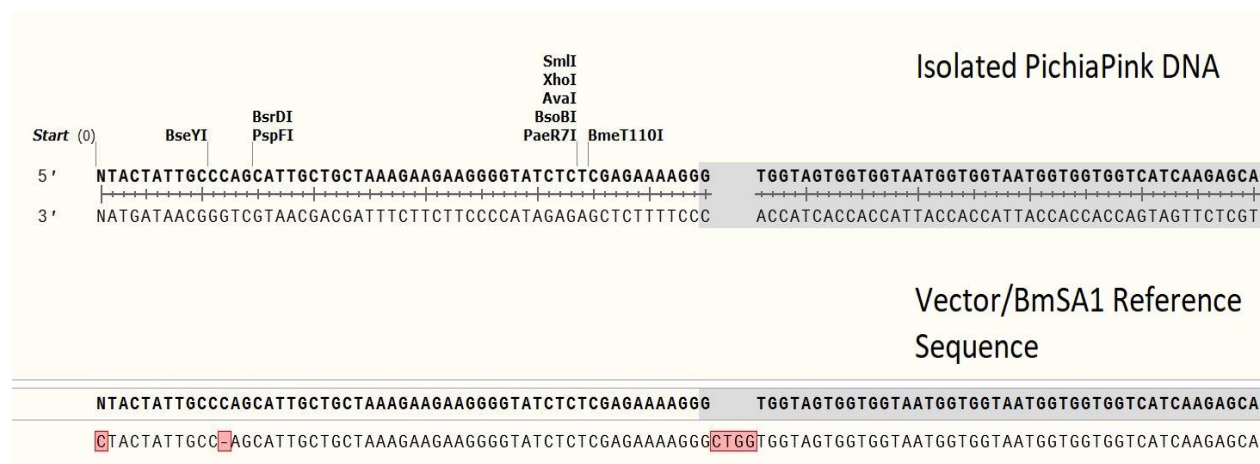 SmlI
XhoI
Isolated PichiaPink DNA
AvaI
BsrDI BsoBI
Start (0) BseYI PspFI PaeR7I BmeT110I
5' NTACTATTGCCCAGCATTGCTGCTAAAGAAGAAGGGGTATCTCTCGAGAAAAGGG TGGTAGTGGTGGTAATGGTGGTAATGGTGGTGGTCATCAAGAGCA
3' NATGATAACGGGTCGTAACGACGATTTCTTCTTCCCCATAGAGAGCTCTTTTCCC ACCATCACCACCATTACCACCATTACCACCACCAGTAGTTCTCGT
Vector/BmSA1 Reference
Sequence
NTACTATTGCCCAGCATTGCTGCTAAAGAAGAAGGGGTATCTCTCGAGAAAAGGG TGGTAGTGGTGGTAATGGTGGTAATGGTGGTGGTCATCAAGAGCA
CTACTATTGCC-AGCATTGCTGCTAAAGAAGAAGGGGTATCTCTCGAGAAAAGGGCTGGTGGTAGTGGTGGTAATGGTGGTAATGGTGGTGGTCATCAAGAGCA